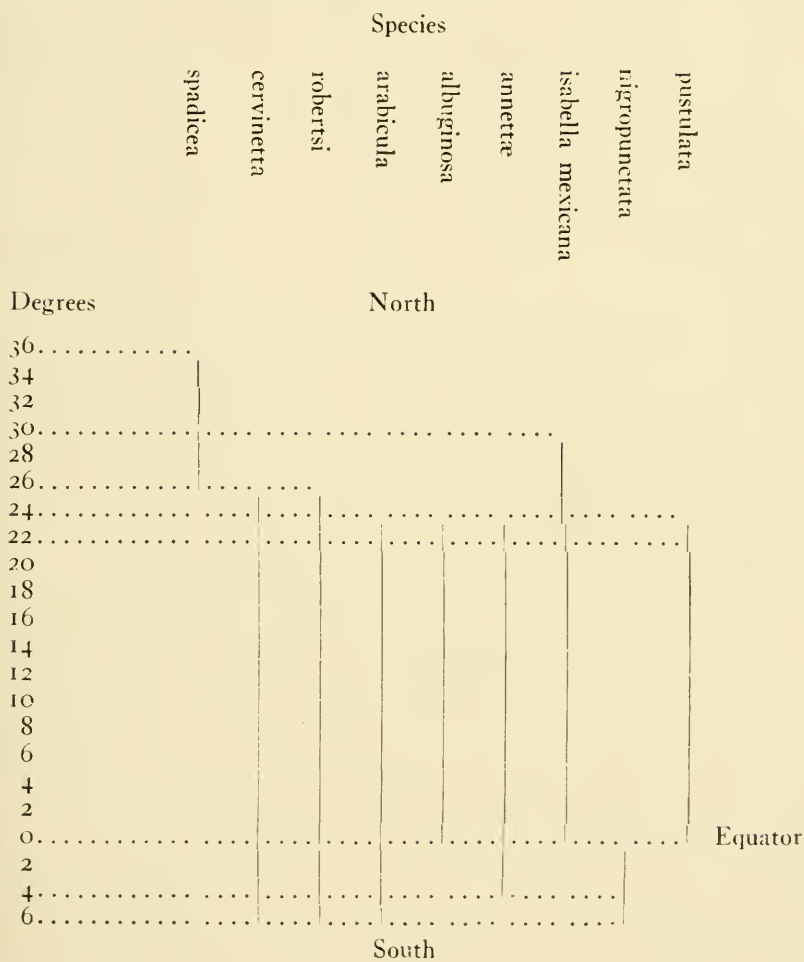 Species
spadicea
cervinetta
robertsi
arabicula
albuginosa
annettæ
isabella mexicana
nigropunctata
pustulata
Degrees North
36............
34
32
30...............................
28
26...................
24.......................................
22.......................................
20
18
16
14
12
10
8
6
4
2
0....................................... Equator
2
4...................................
6...................................
South